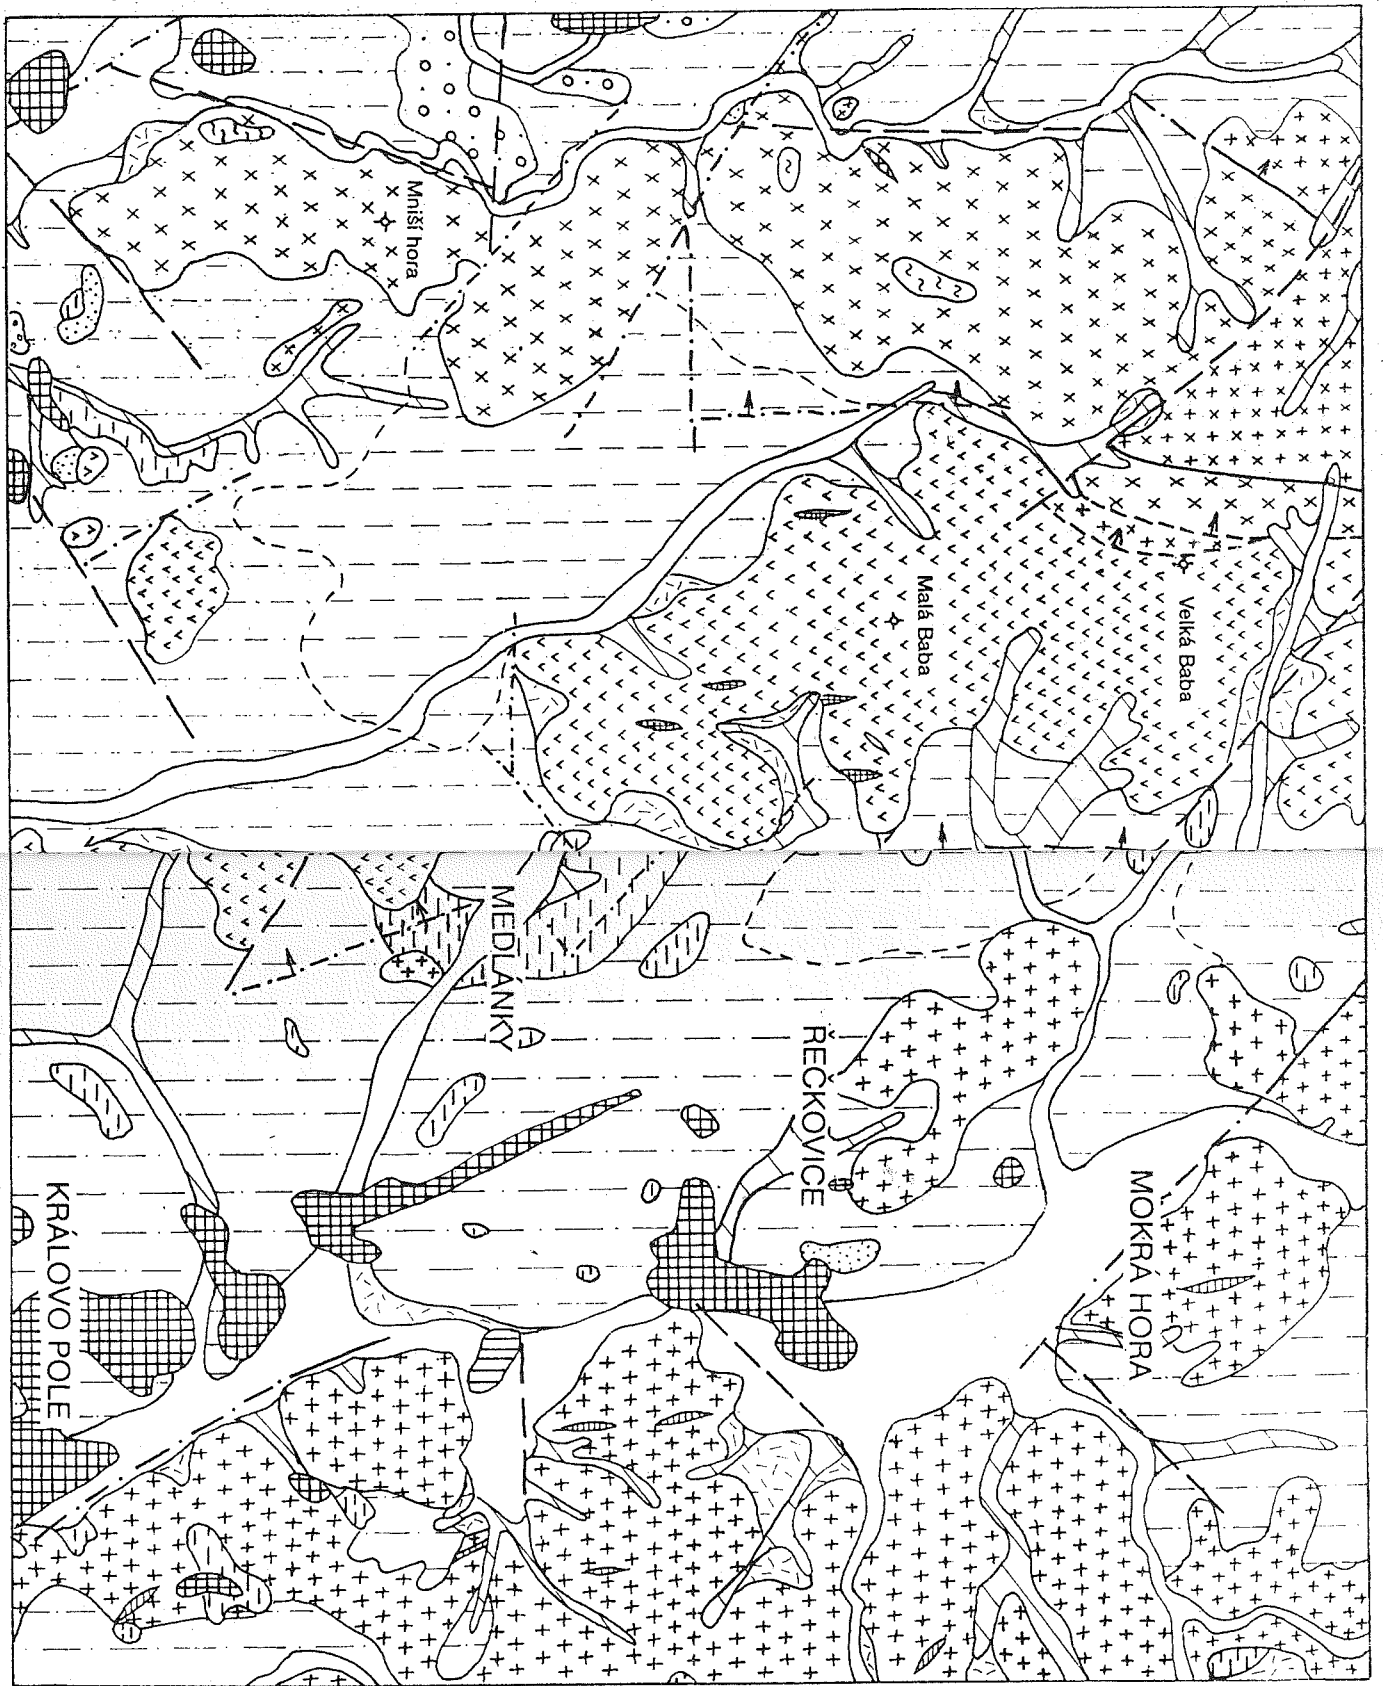 Mniší hora
Malá Baba
Velká Baba
MEDLÁNKY
ŘEČKOVICE
MOKRÁ HORA
KRÁLOVO POLE